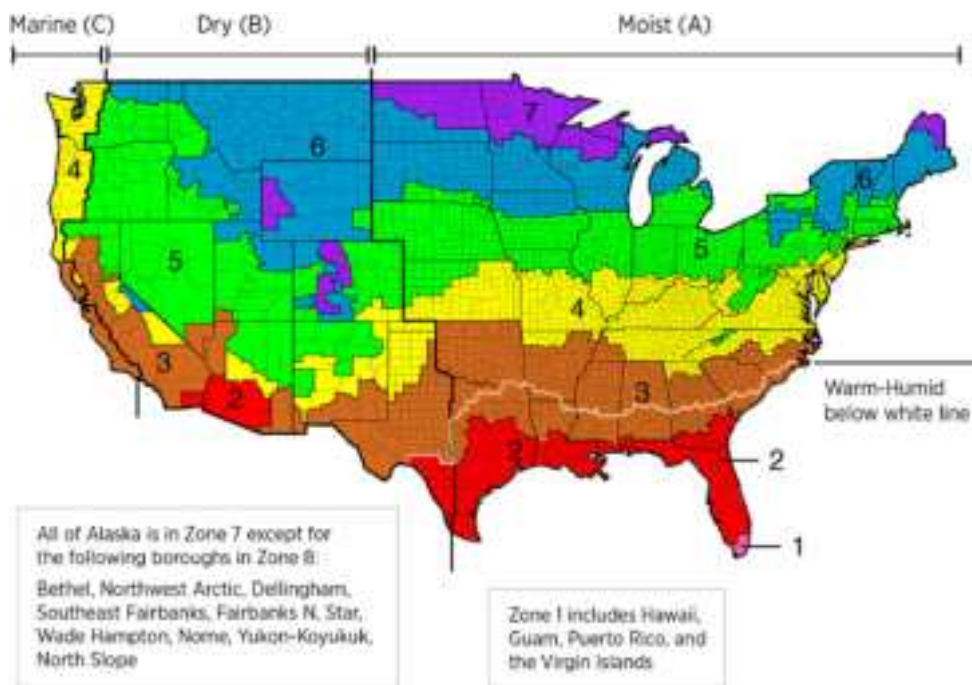 Marine (C)
Dry (B)
Moist (A)
7
6
6
4
5
5
4
3
3
Warm-Humid
below white line
2
2
2
1
All of Alaska is in Zone 7 except for
the following boroughs in Zone 8:
Bethel, Northwest Arctic, Dellingham,
Southeast Fairbanks, Fairbanks N. Star,
Wade Hampton, Nome, Yukon-Koyukuk,
North Slope
Zone 1 includes Hawaii,
Guam, Puerto Rico, and
the Virgin Islands